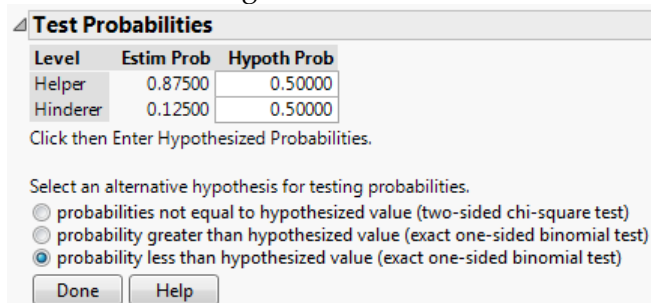 Test Probabilities
Level Estim Prob Hypoth Prob
Helper 0.87500 0.50000
Hinderer 0.12500 0.50000
Click then Enter Hypothesized Probabilities.
Select an alternative hypothesis for testing probabilities.
probabilities not equal to hypothesized value (two-sided chi-square test)
probability greater than hypothesized value (exact one-sided binomial test)
probability less than hypothesized value (exact one-sided binomial test)
Done Help